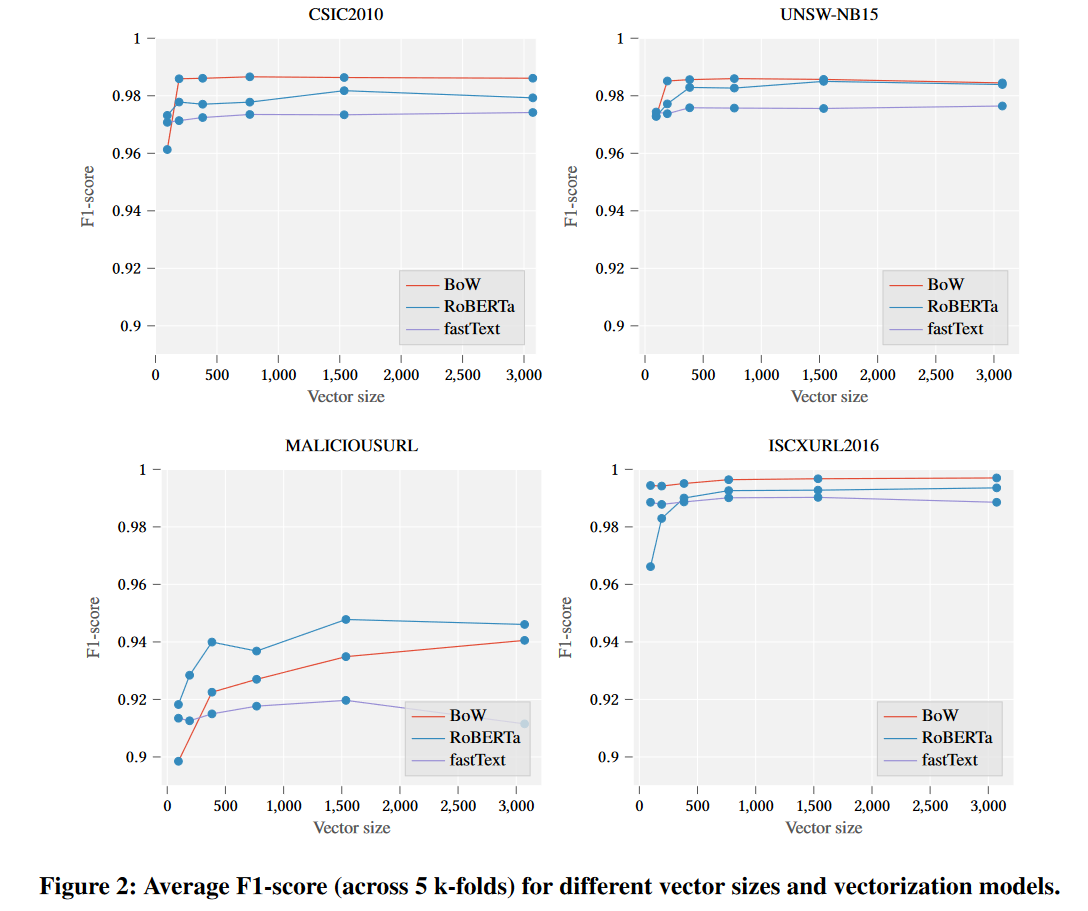 CSIC2010
1
0.98
0.96
0.94
0.92
0.9
F1-score
0 500 1,000 1,500 2,000 2,500 3,000
Vector size
BoW
RoBERTa
fastText
UNSW-NB15
1
0.98
0.96
0.94
0.92
0.9
F1-score
0 500 1,000 1,500 2,000 2,500 3,000
Vector size
BoW
RoBERTa
fastText
MALICIOUSURL
1
0.98
0.96
0.94
0.92
0.9
F1-score
0 500 1,000 1,500 2,000 2,500 3,000
Vector size
BoW
RoBERTa
fastText
ISCXURL2016
1
0.98
0.96
0.94
0.92
0.9
F1-score
0 500 1,000 1,500 2,000 2,500 3,000
Vector size
BoW
RoBERTa
fastText
Figure 2: Average F1-score (across 5 k-folds) for different vector sizes and vectorization models.